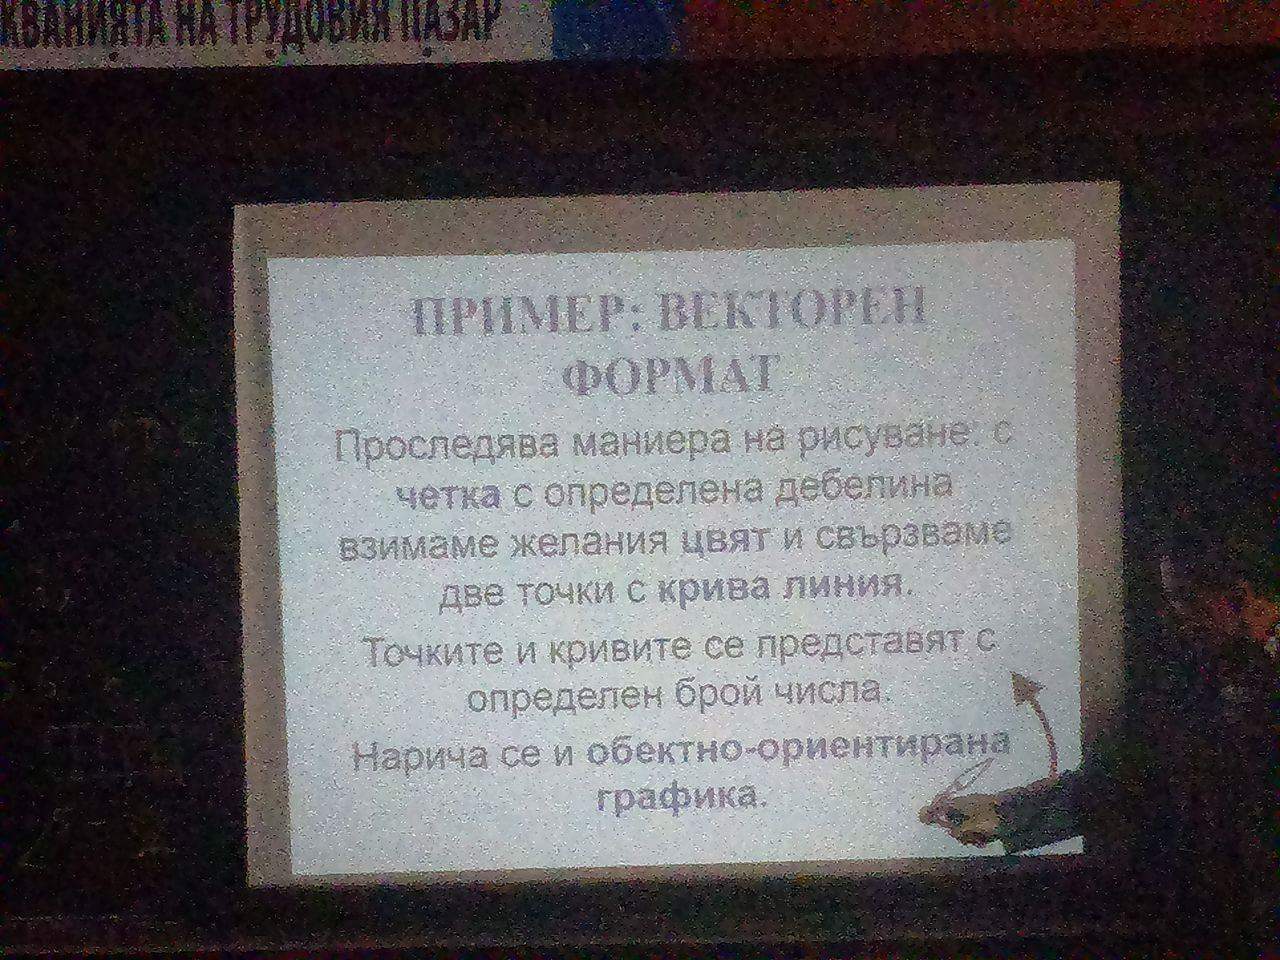 КВАНИЯТА НА ТРУДОВИЯ ПАЗАР
ПРИМЕР: ВЕКТОРЕН
ФОРМАТ
Проследява маниера на рисуване: с
четка с определена дебелина
взимаме желания цвят и свързваме
две точки с крива линия.
Точките и кривите се представят с
определен брой числа.
Нарича се и обектно-ориентирана
графика.